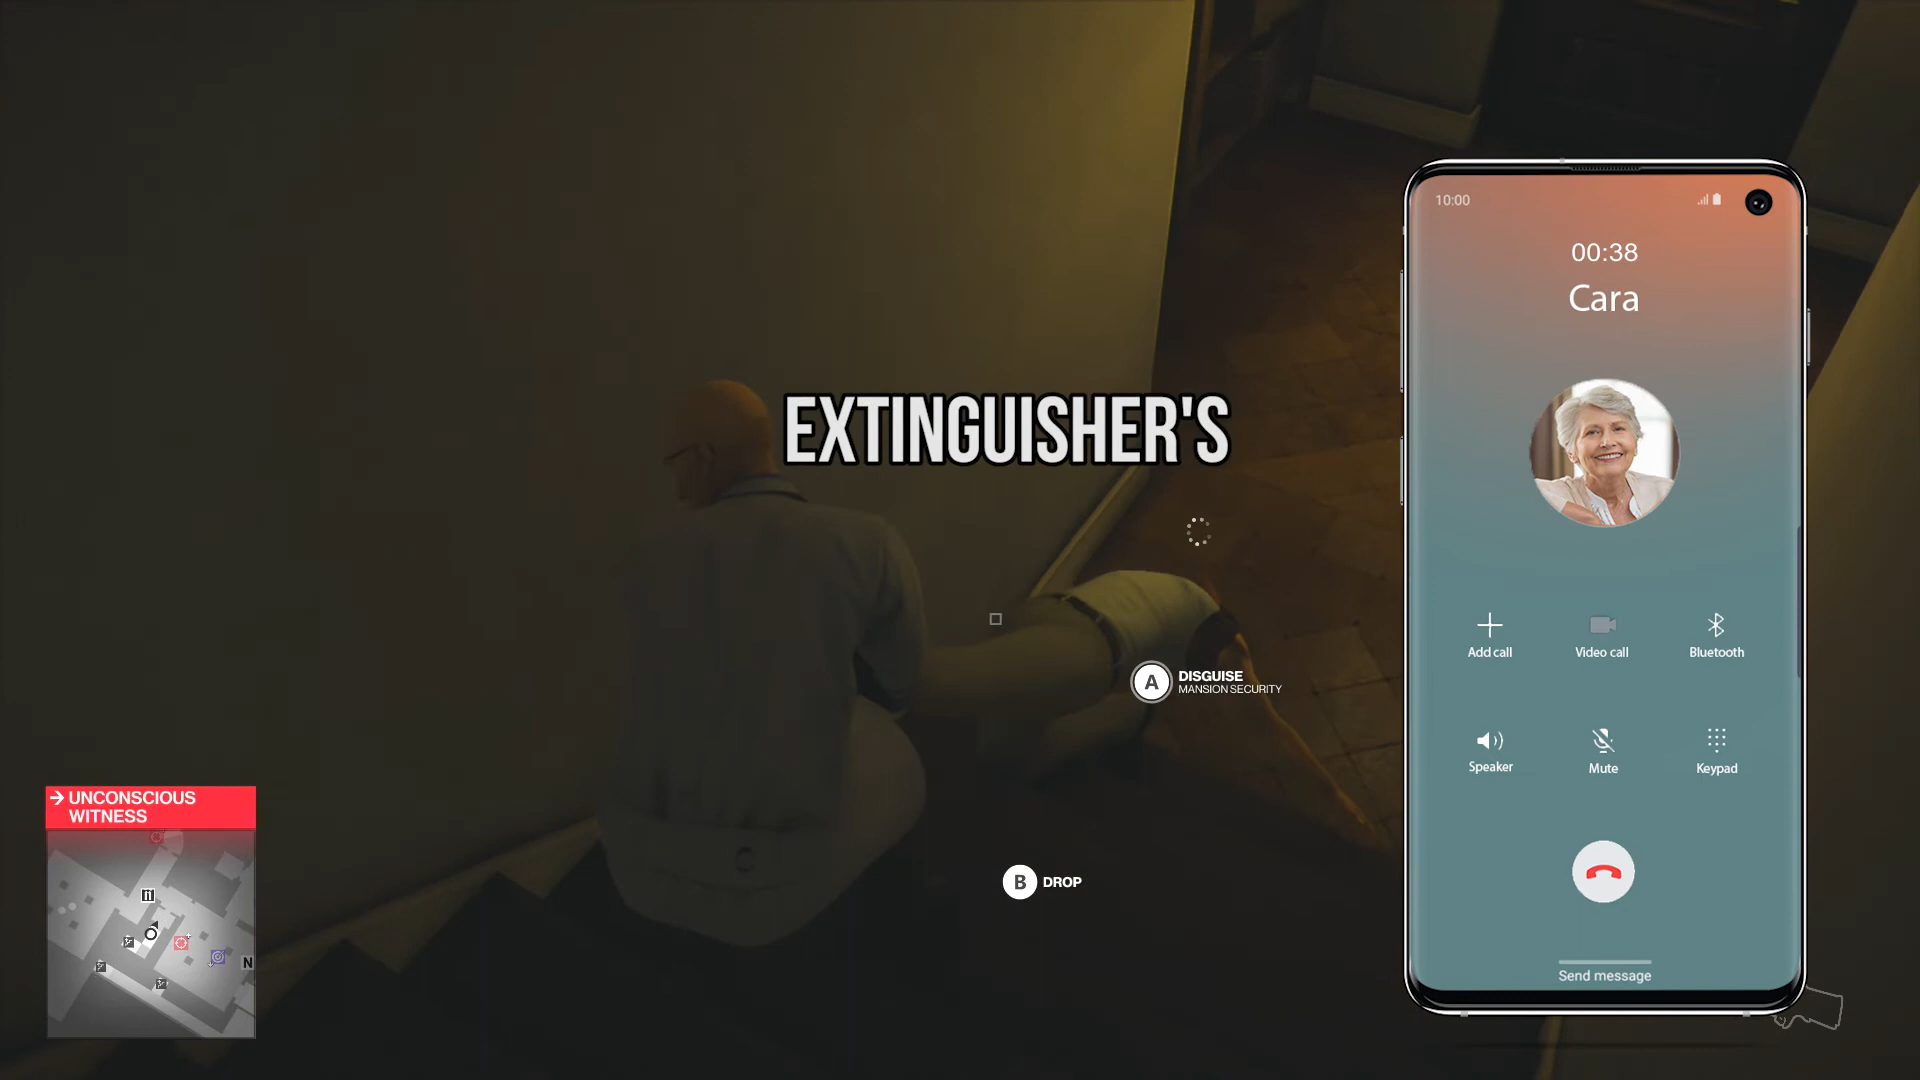 EXTINGUISHER'S
10:00
00:38
Cara
Add call
Video call
Bluetooth
Speaker
Mute
Keypad
Send message
A DISGUISE
MANSION SECURITY
B DROP
→ UNCONSCIOUS
WITNESS
N